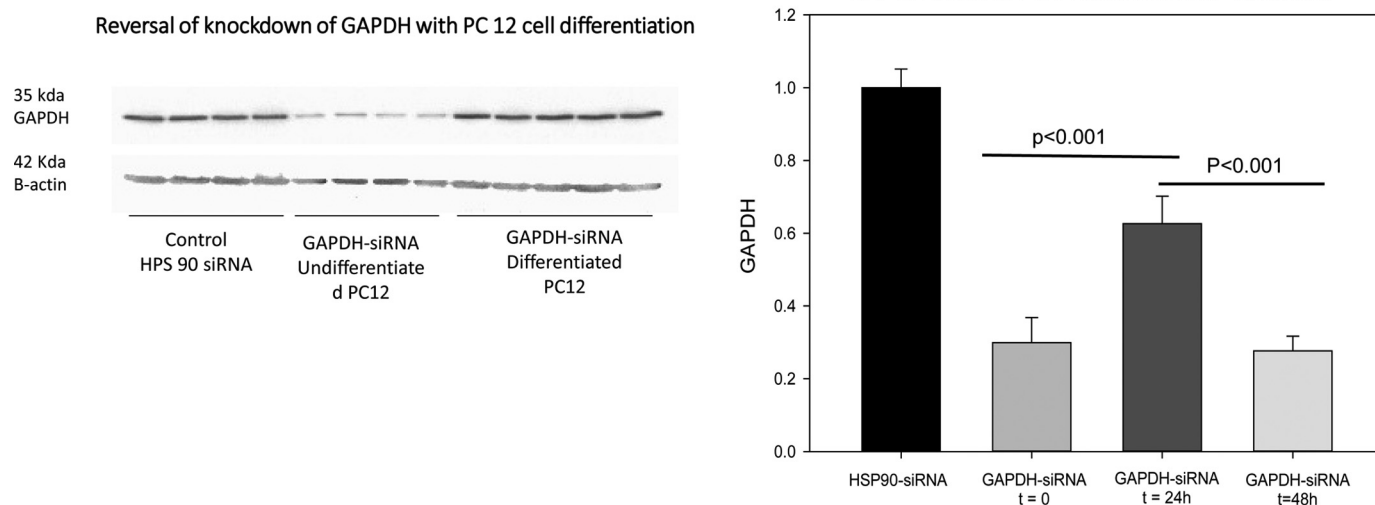 Reversal of knockdown of GAPDH with PC 12 cell differentiation
35 kda
GAPDH
42 Kda
B-actin
Control
HPS 90 siRNA
GAPDH-siRNA
Undifferentiate
d PC12
GAPDH-siRNA
Differentiated
PC12
1.2
1.0
0.8
0.6
0.4
0.2
0.0
GAPDH
p<0.001
P<0.001
HSP90-siRNA
GAPDH-siRNA
t = 0
GAPDH-siRNA
t = 24h
GAPDH-siRNA
t=48h